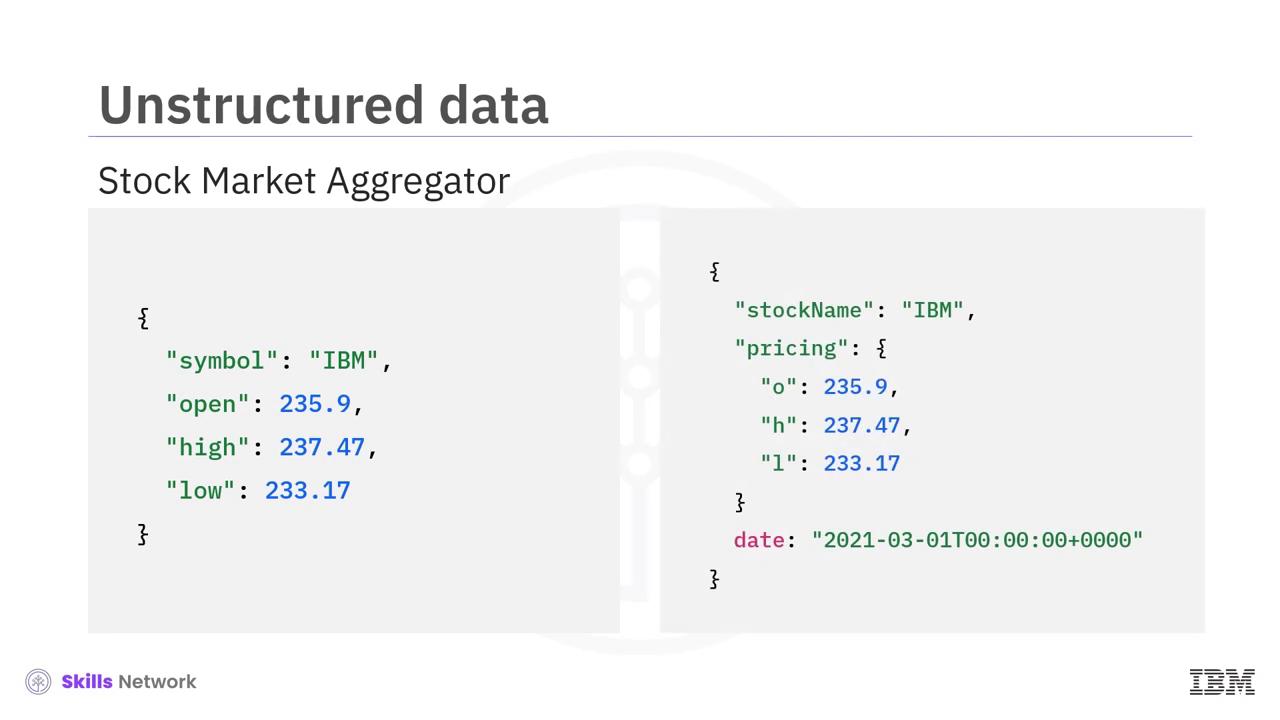 Unstructured data
Stock Market Aggregator
{
"symbol": "IBM",
"open": 235.9,
"high": 237.47,
"low": 233.17
}
{
"stockName": "IBM",
"pricing": {
"o": 235.9,
"h": 237.47,
"l": 233.17
}
date: "2021-03-01T00:00:00+0000"
}
Skills Network
IBM